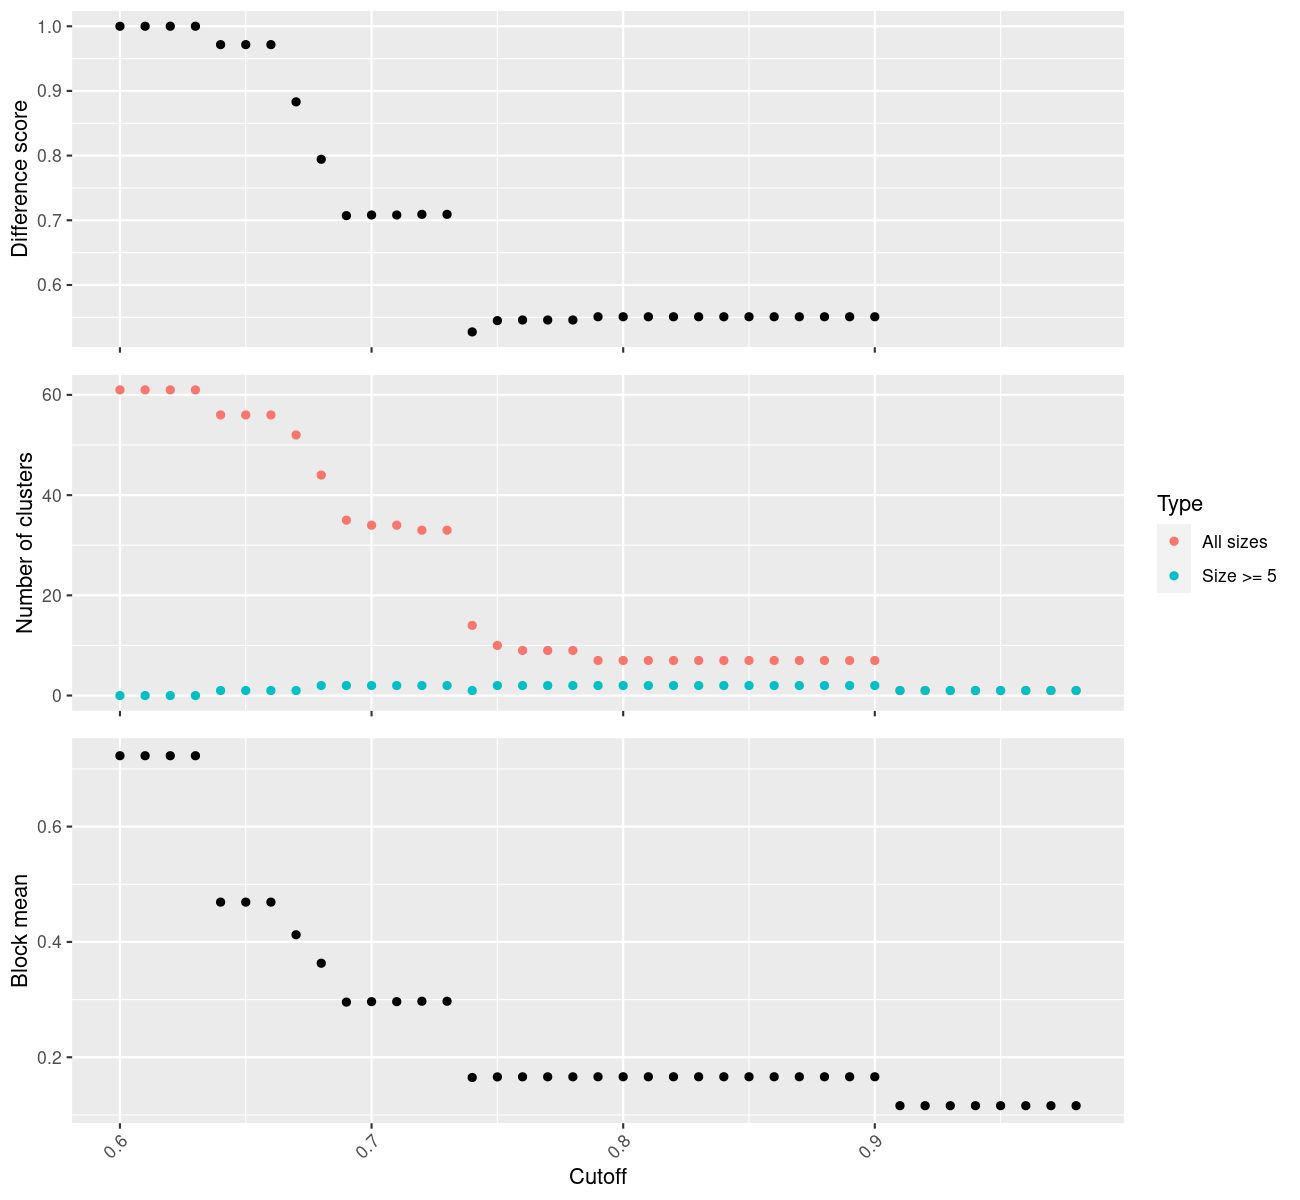 Difference score
1.0
0.9
0.8
0.7
0.6
Number of clusters
60
40
20
0
Type
All sizes
Size >= 5
Block mean
0.6
0.4
0.2
0.6
0.7
0.8
0.9
Cutoff